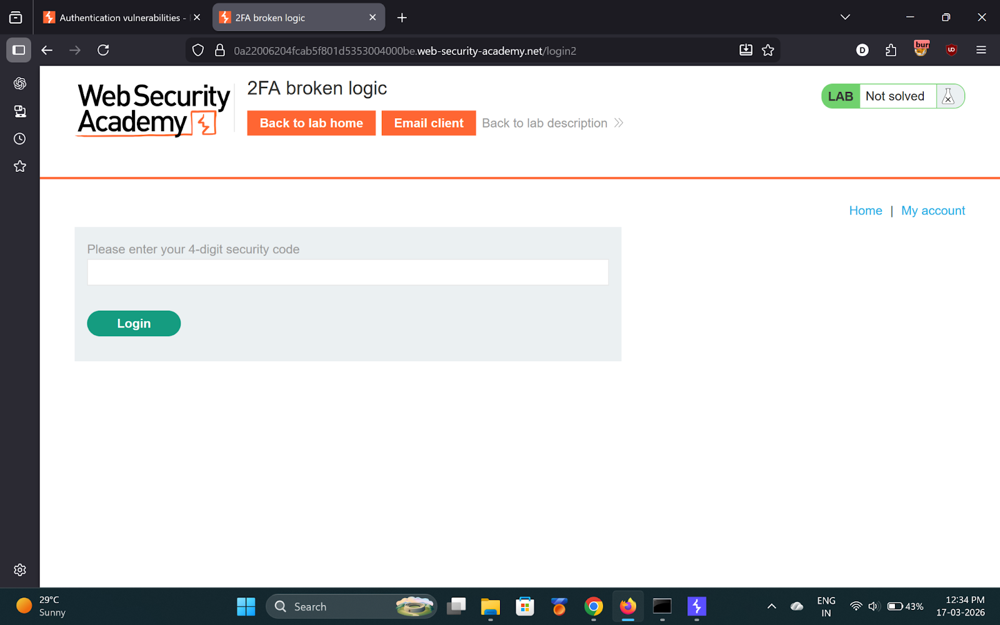 Authentication vulnerabilities -
2FA broken logic
0a22006204fcab5f801d5353004000be.web-security-academy.net/login2
D
bur
UD
Web Security
Academy
2FA broken logic
Back to lab home
Email client
Back to lab description
LAB
Not solved
Home | My account
Please enter your 4-digit security code
Login
29°C
Sunny
Search
ENG
IN
43%
12:34 PM
17-03-2026